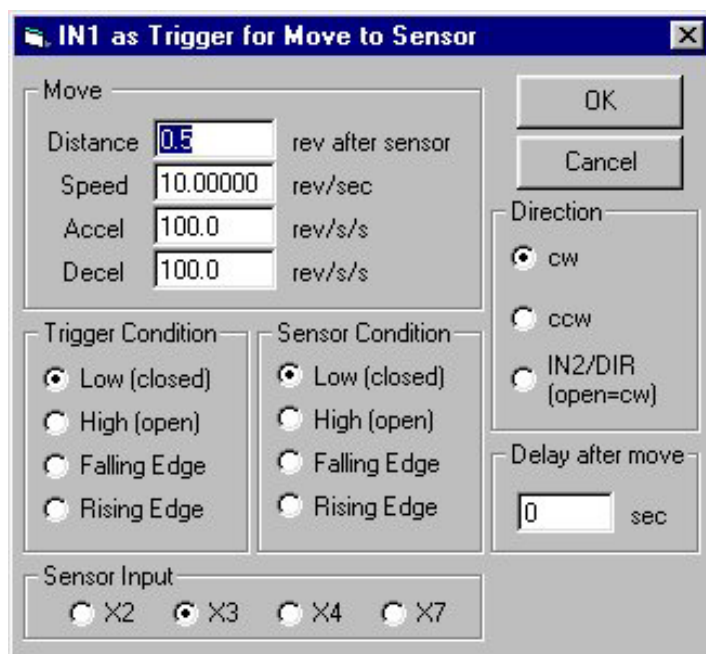 IN1 as Trigger for Move to Sensor
Move
Distance 0.5 rev after sensor
Speed 10.00000 rev/sec
Accel 100.0 rev/s/s
Decel 100.0 rev/s/s
OK
Cancel
Direction
cw
ccw
IN2/DIR
(open=cw)
Trigger Condition
Low (closed)
High (open)
Falling Edge
Rising Edge
Sensor Condition
Low (closed)
High (open)
Falling Edge
Rising Edge
Delay after move
0 sec
Sensor Input
X2 X3 X4 X7